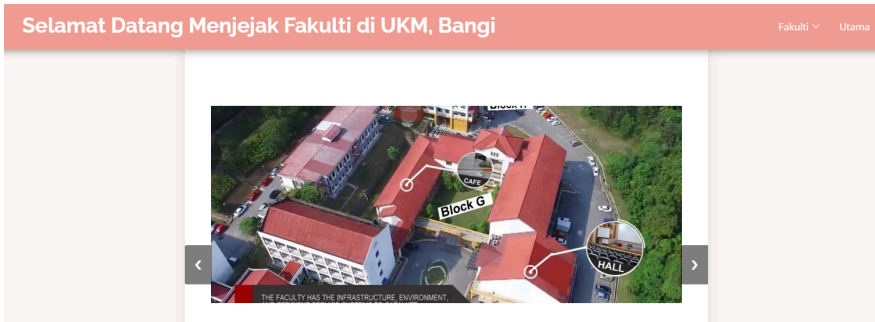 Selamat Datang Menjejak Fakulti di UKM, Bangi
Fakulti
Utama
CAFE
Block G
HALL
THE FACULTY HAS THE INFRASTRUCTURE, ENVIRONMENT,